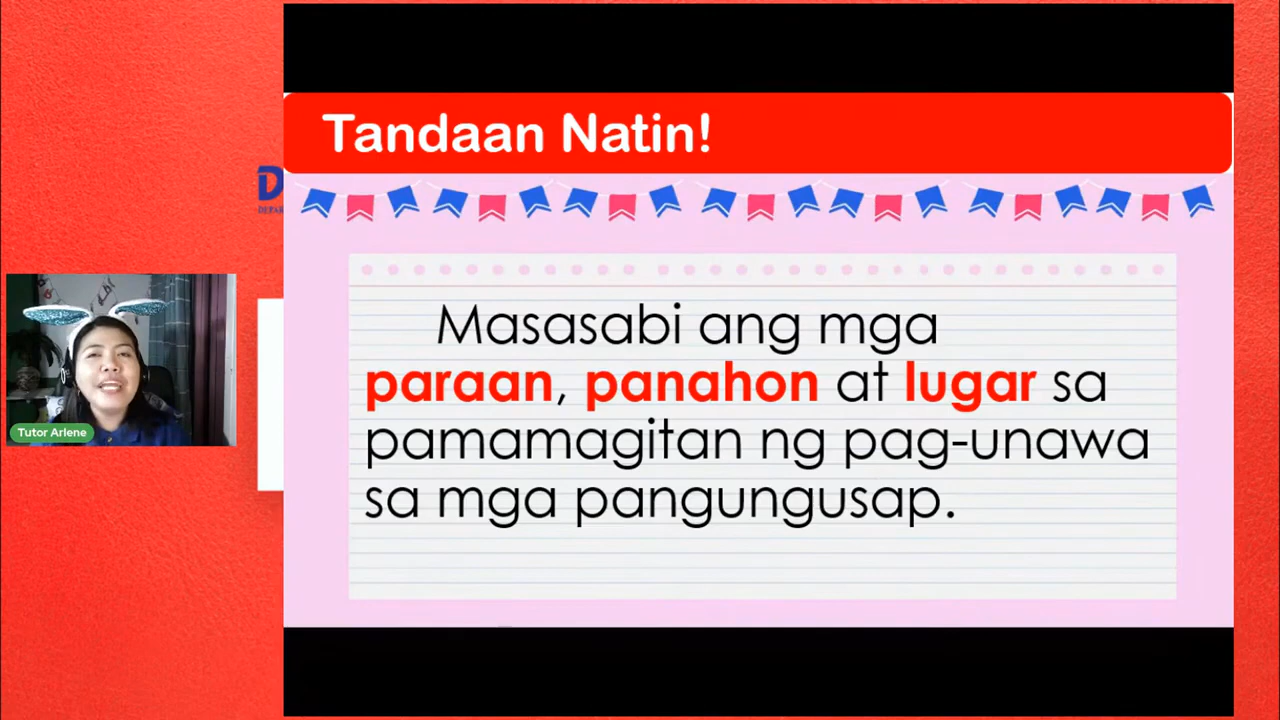 Tandaan Natin!
Masasabi ang mga
paraan, panahon at lugar sa
pamamagitan ng pag-unawa
sa mga pangungusap.
Tutor Arlene